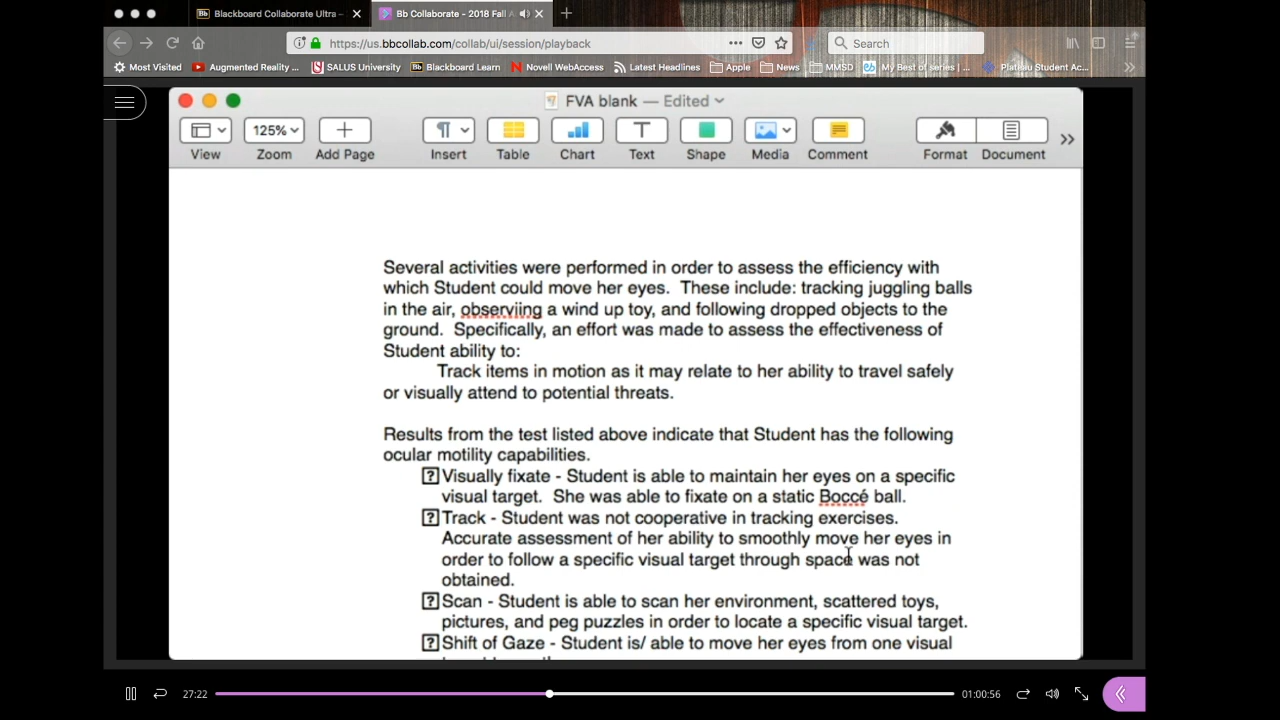 Blackboard Collaborate Ultra –
Bb Collaborate - 2018 Fall A
https://us.bbcollab.com/collab/ui/session/playback
Search
Most Visited
Augmented Reality ...
SALUS University
Blackboard Learn
Novell WebAccess
Latest Headlines
Apple
News
MMSD
My Best of series | ...
Plateau Student Ac...
FVA blank — Edited
125%
View
Zoom
Add Page
Insert
Table
Chart
Text
Shape
Media
Comment
Format
Document
Several activities were performed in order to assess the efficiency with
which Student could move her eyes. These include: tracking juggling balls
in the air, observiing a wind up toy, and following dropped objects to the
ground. Specifically, an effort was made to assess the effectiveness of
Student ability to:
Track items in motion as it may relate to her ability to travel safely
or visually attend to potential threats.
Results from the test listed above indicate that Student has the following
ocular motility capabilities.
? Visually fixate - Student is able to maintain her eyes on a specific
visual target. She was able to fixate on a static Boccé ball.
? Track - Student was not cooperative in tracking exercises.
Accurate assessment of her ability to smoothly move her eyes in
order to follow a specific visual target through space was not
obtained.
? Scan - Student is able to scan her environment, scattered toys,
pictures, and peg puzzles in order to locate a specific visual target.
? Shift of Gaze - Student is/ able to move her eyes from one visual
27:22
01:00:56